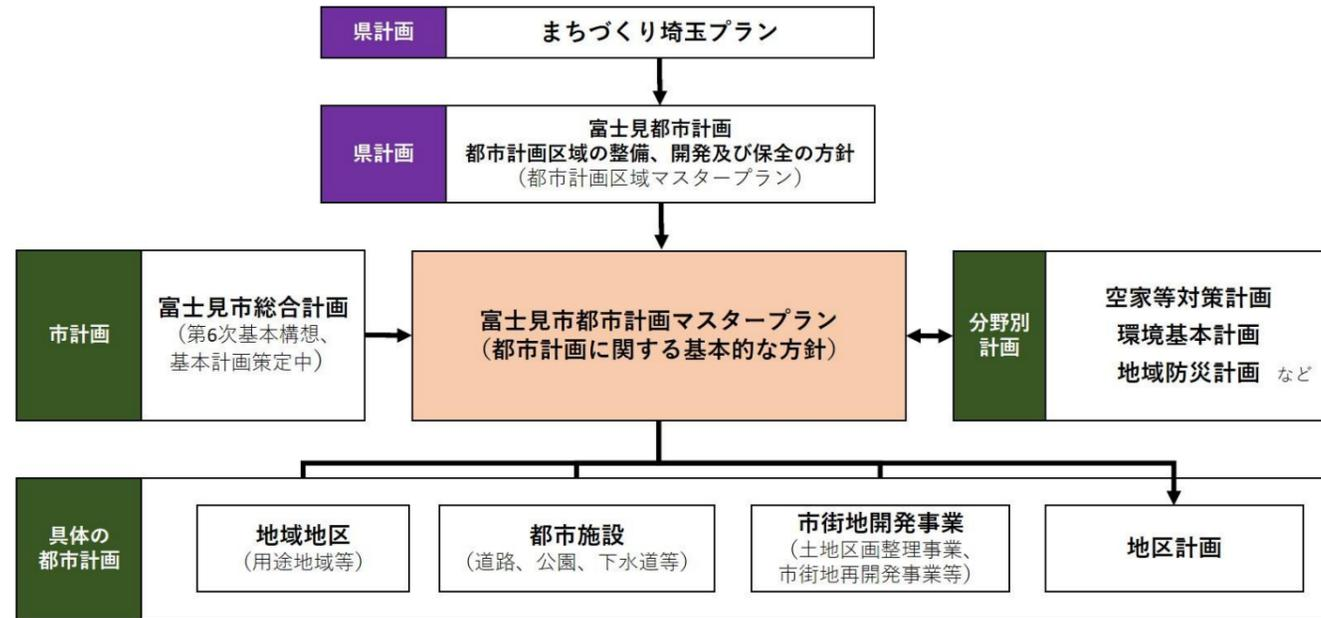 県計画
まちづくり埼玉プラン
県計画
富士見都市計画
都市計画区域の整備、開発及び保全の方針
（都市計画区域マスタープラン）
市計画
富士見市総合計画
（第6次基本構想、
基本計画策定中）
富士見市都市計画マスタープラン
（都市計画に関する基本的な方針）
分野別
計画
空家等対策計画
環境基本計画
地域防災計画 など
具体の
都市計画
地域地区
（用途地域等）
都市施設
（道路、公園、下水道等）
市街地開発事業
（土地区画整理事業、
市街地再開発事業等）
地区計画